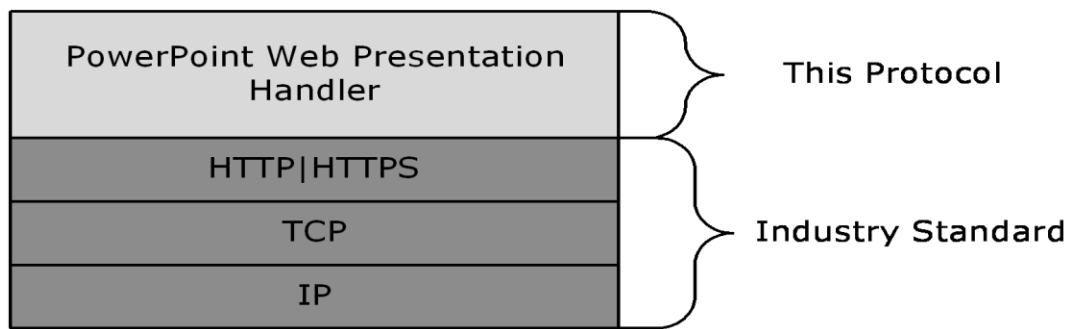 PowerPoint Web Presentation
Handler
This Protocol
HTTP|HTTPS
TCP
Industry Standard
IP